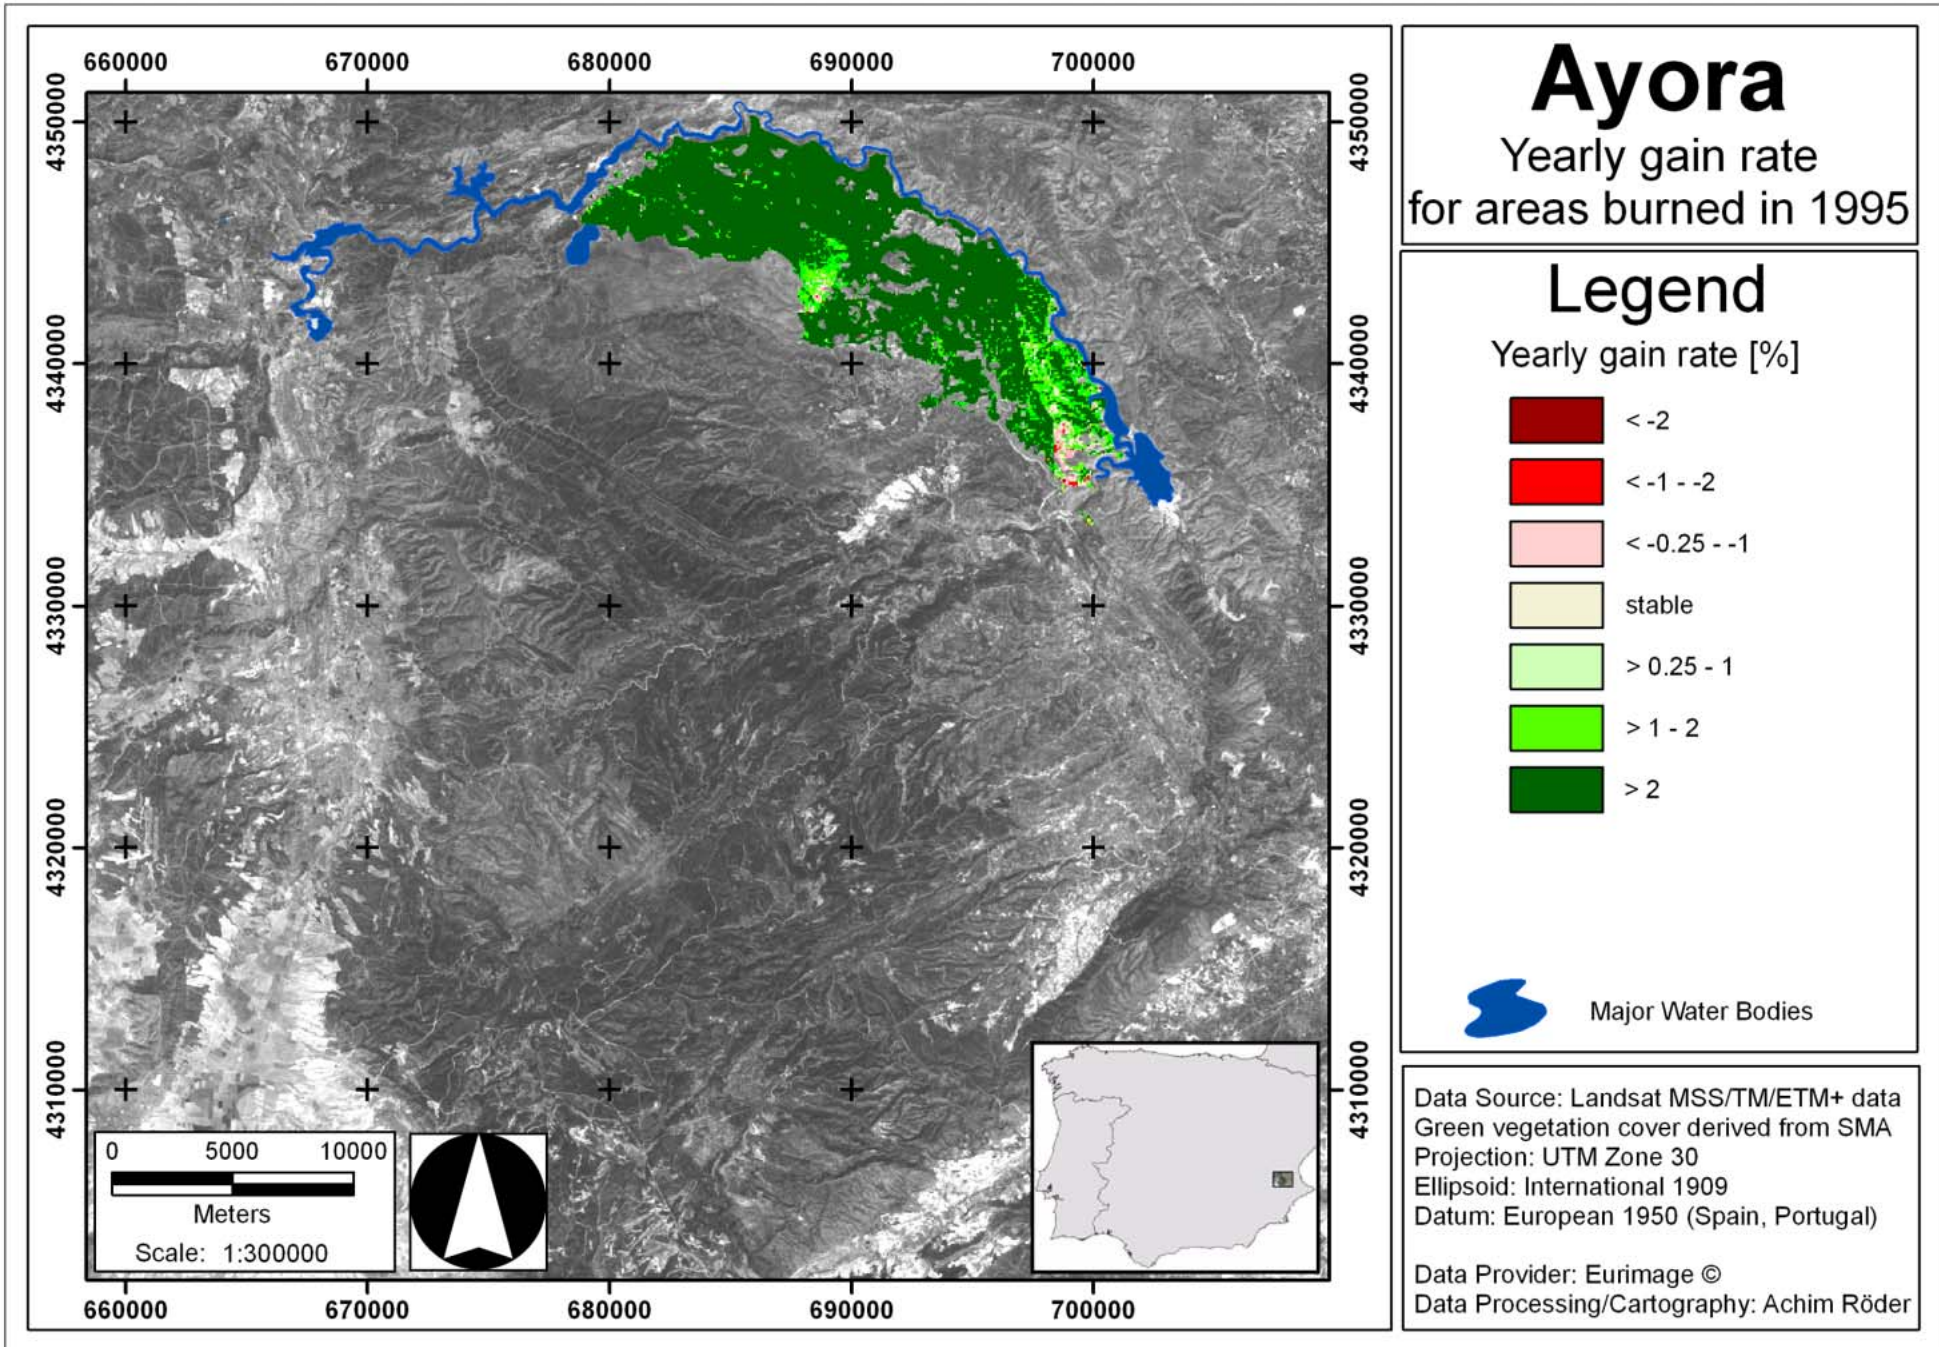 660000 670000 680000 690000 700000
4350000 4350000
4340000 4340000
4330000 4330000
4320000 4320000
4310000 4310000
660000 670000 680000 690000 700000
0 5000 10000
Meters
Scale: 1:300000
Ayora
Yearly gain rate
for areas burned in 1995
Legend
Yearly gain rate [%]
< -2
< -1 - -2
< -0.25 - -1
stable
> 0.25 - 1
> 1 - 2
> 2
Major Water Bodies
Data Source: Landsat MSS/TM/ETM+ data
Green vegetation cover derived from SMA
Projection: UTM Zone 30
Ellipsoid: International 1909
Datum: European 1950 (Spain, Portugal)
Data Provider: Eurimage ©
Data Processing/Cartography: Achim Röder